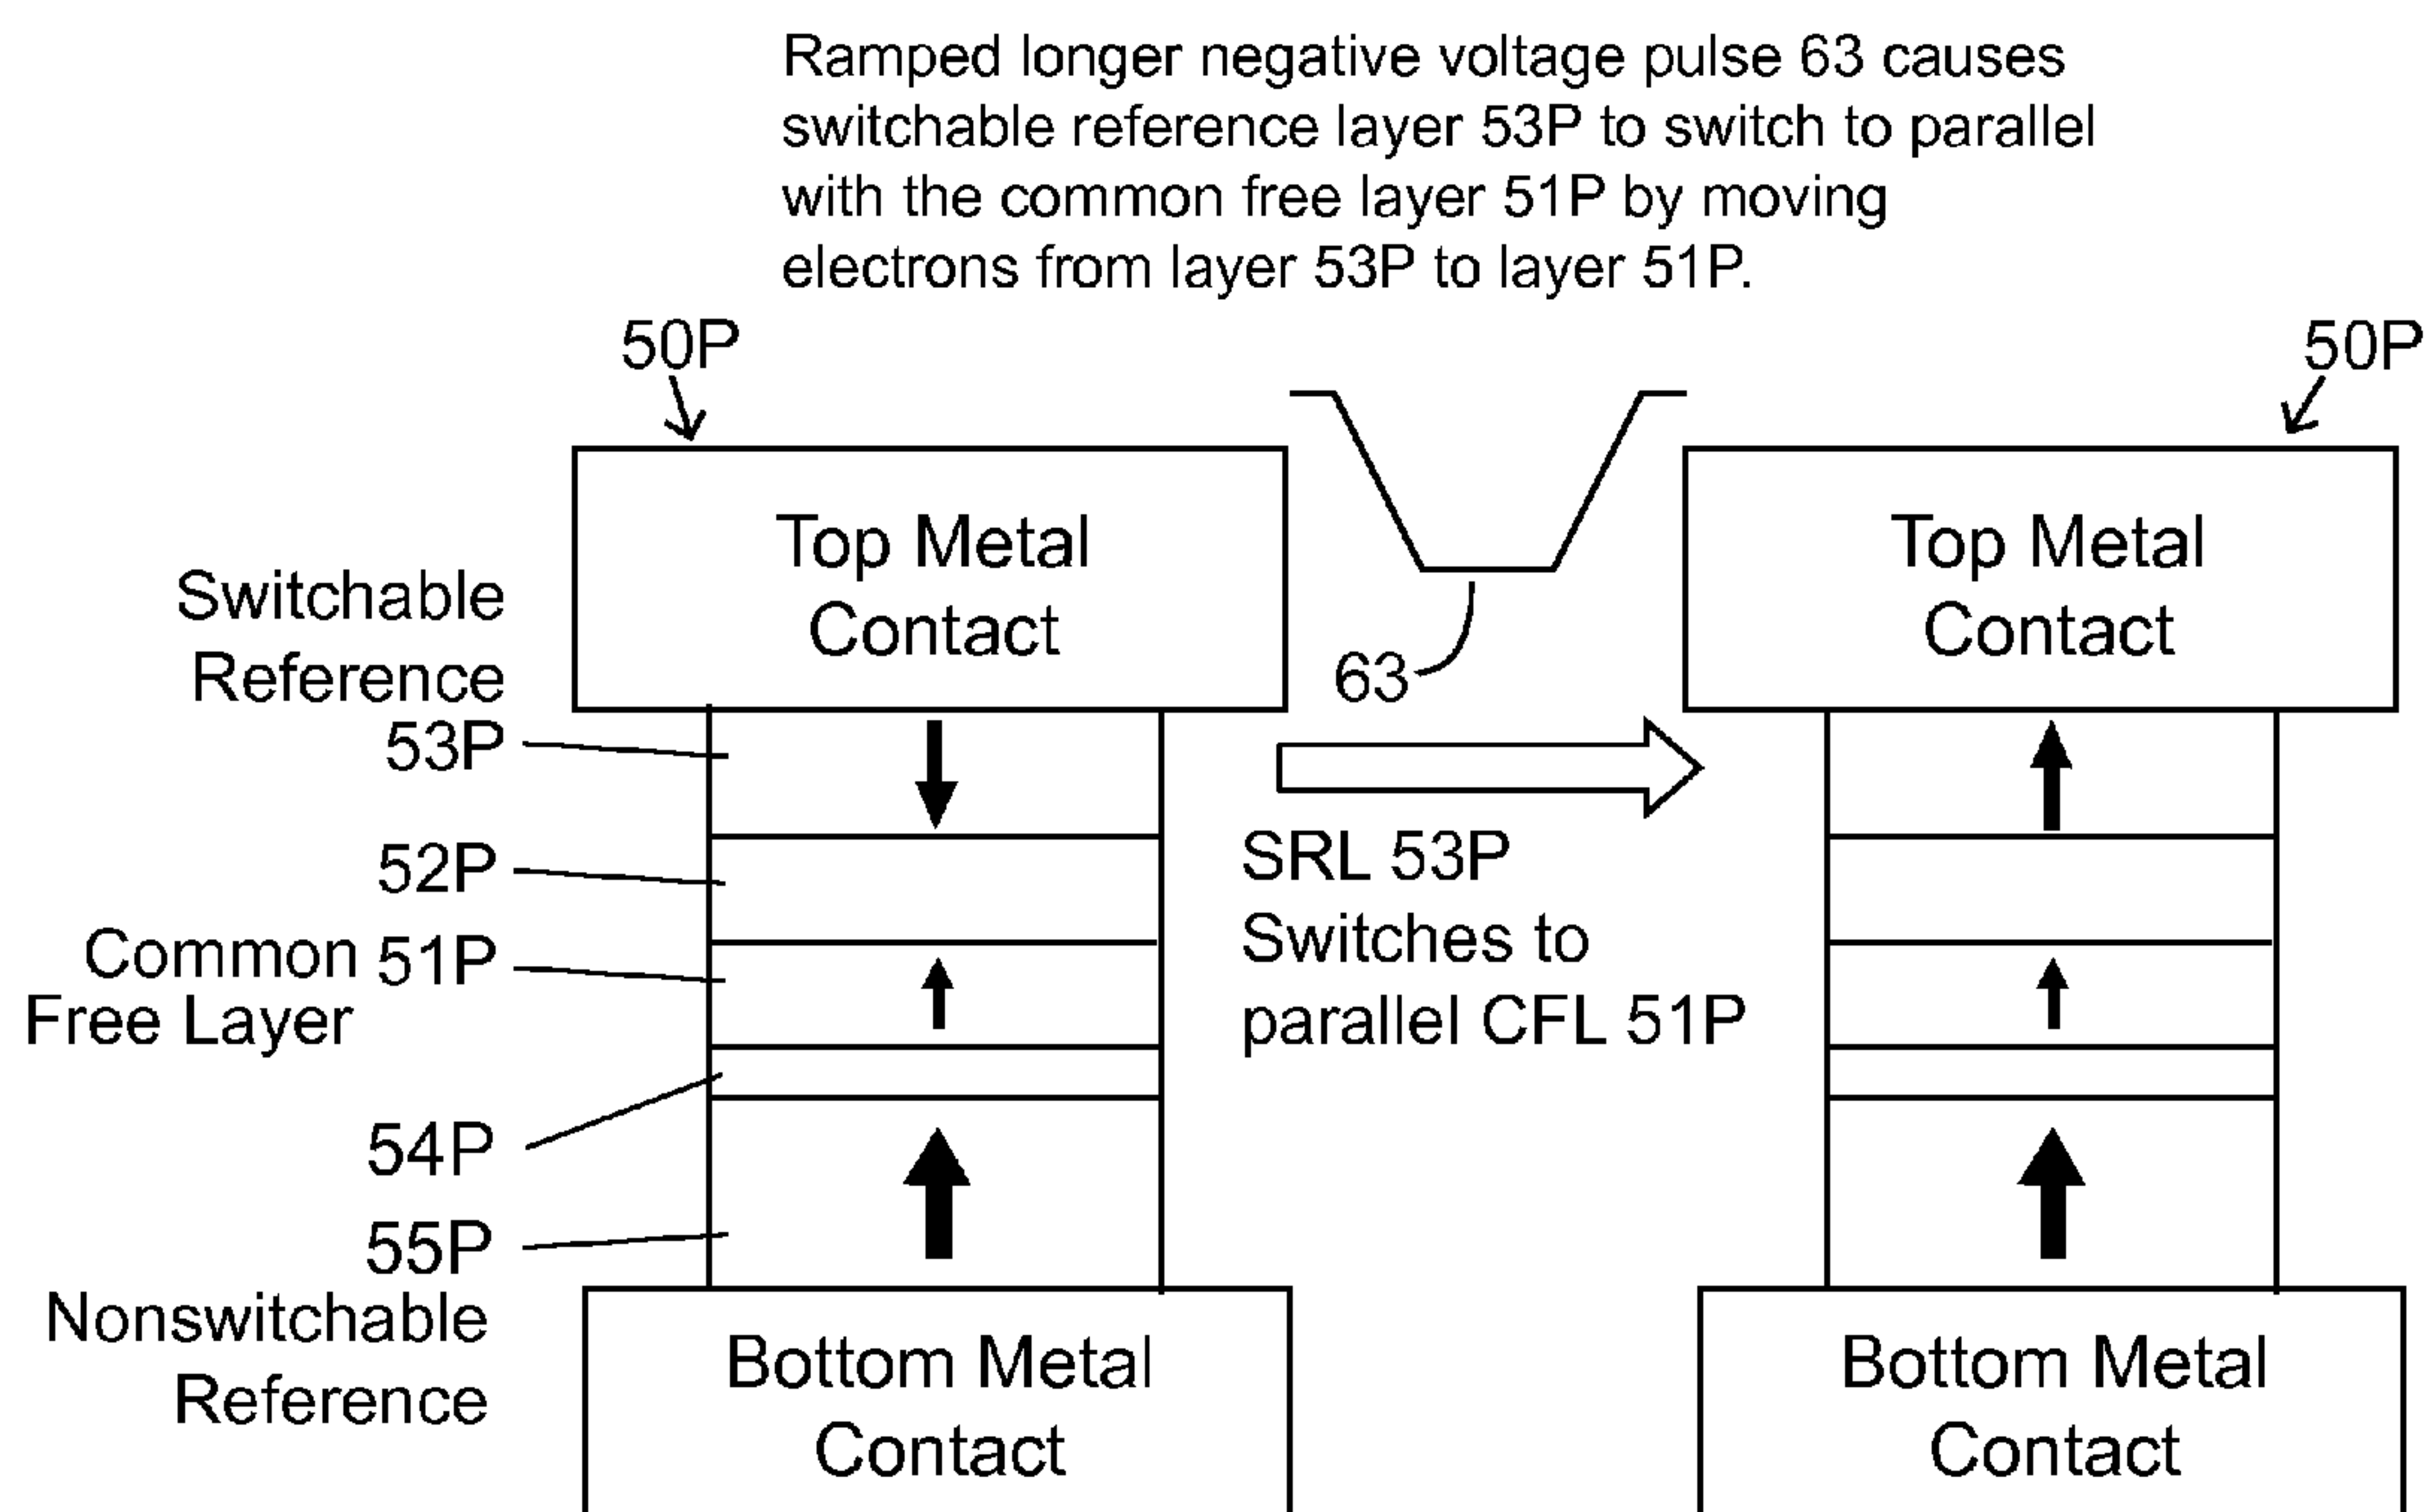 Ramped longer negative voltage pulse 63 causes
switchable reference layer 53P to switch to parallel
with the common free layer 51P by moving
electrons from layer 53P to layer 51P.
50P
50P
Top Metal
Contact
Top Metal
Contact
63
Switchable
Reference
53P
52P
Common 51P
Free Layer
54P
55P
Nonswitchable
Reference
SRL 53P
Switches to
parallel CFL 51P
Bottom Metal
Contact
Bottom Metal
Contact